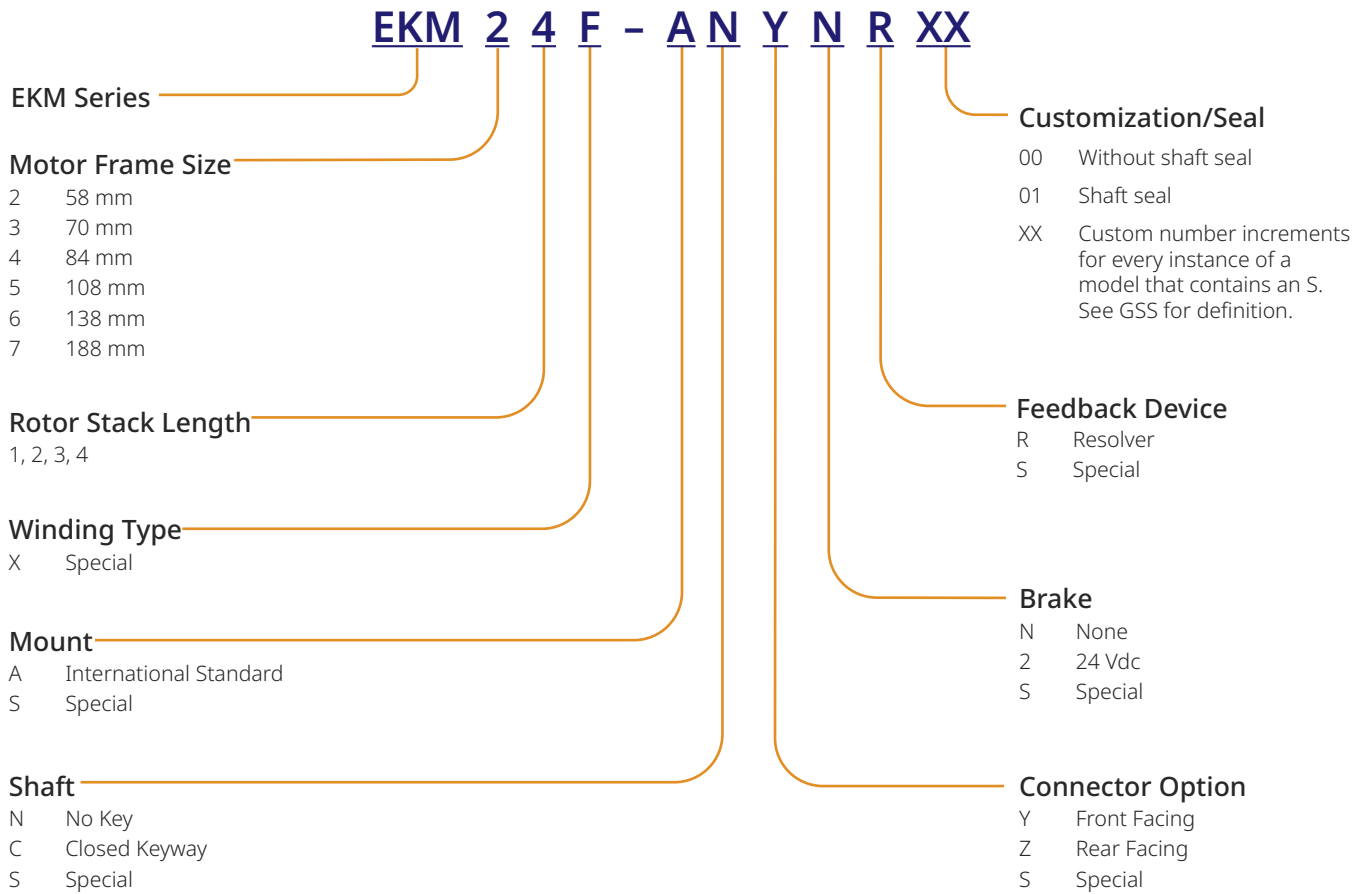 EKM 2 4 F – A N Y N R XX
EKM Series
Motor Frame Size
2 58 mm
3 70 mm
4 84 mm
5 108 mm
6 138 mm
7 188 mm
Rotor Stack Length
1, 2, 3, 4
Winding Type
X Special
Mount
A International Standard
S Special
Shaft
N No Key
C Closed Keyway
S Special
Customization/Seal
00 Without shaft seal
01 Shaft seal
XX Custom number increments
for every instance of a
model that contains an S.
See GSS for definition.
Feedback Device
R Resolver
S Special
Brake
N None
2 24 Vdc
S Special
Connector Option
Y Front Facing
Z Rear Facing
S Special